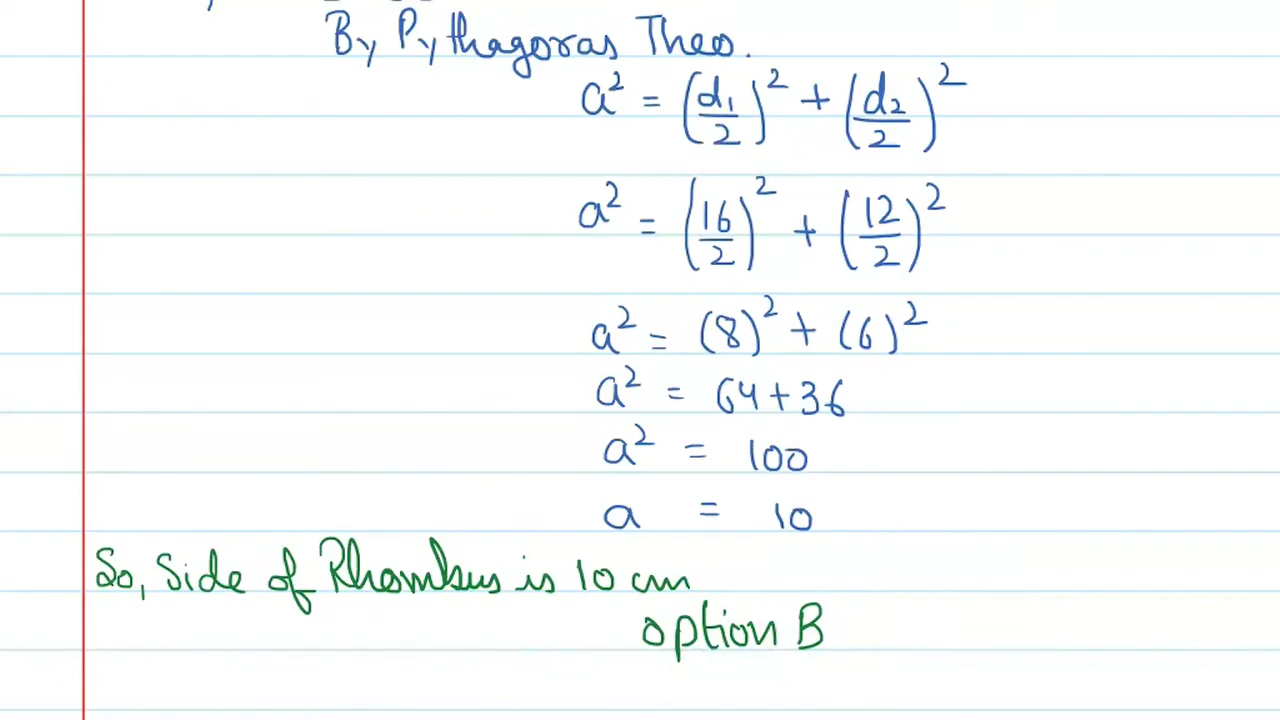 By Pythagoras Theo.
a² = (d₁/2)² + (d₂/2)²
a² = (16/2)² + (12/2)²
a² = (8)² + (6)²
a² = 64+36
a² = 100
a = 10
So, Side of Rhombus is 10 cm
option B